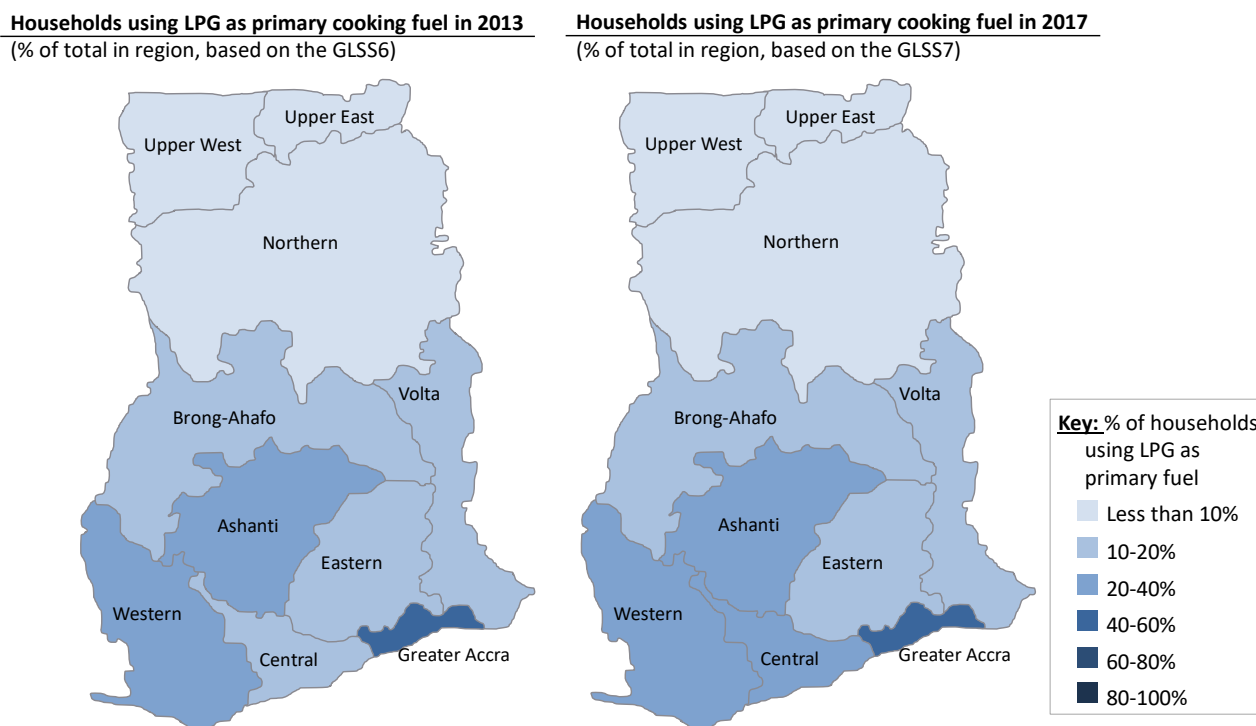 Households using LPG as primary cooking fuel in 2013
(% of total in region, based on the GLSS6)
Upper East
Upper West
Northern
Volta
Brong-Ahafo
Ashanti
Eastern
Western
Central
Greater Accra
Households using LPG as primary cooking fuel in 2017
(% of total in region, based on the GLSS7)
Upper East
Upper West
Northern
Volta
Brong-Ahafo
Ashanti
Eastern
Western
Central
Greater Accra
Key: % of households
using LPG as
primary fuel
Less than 10%
10-20%
20-40%
40-60%
60-80%
80-100%